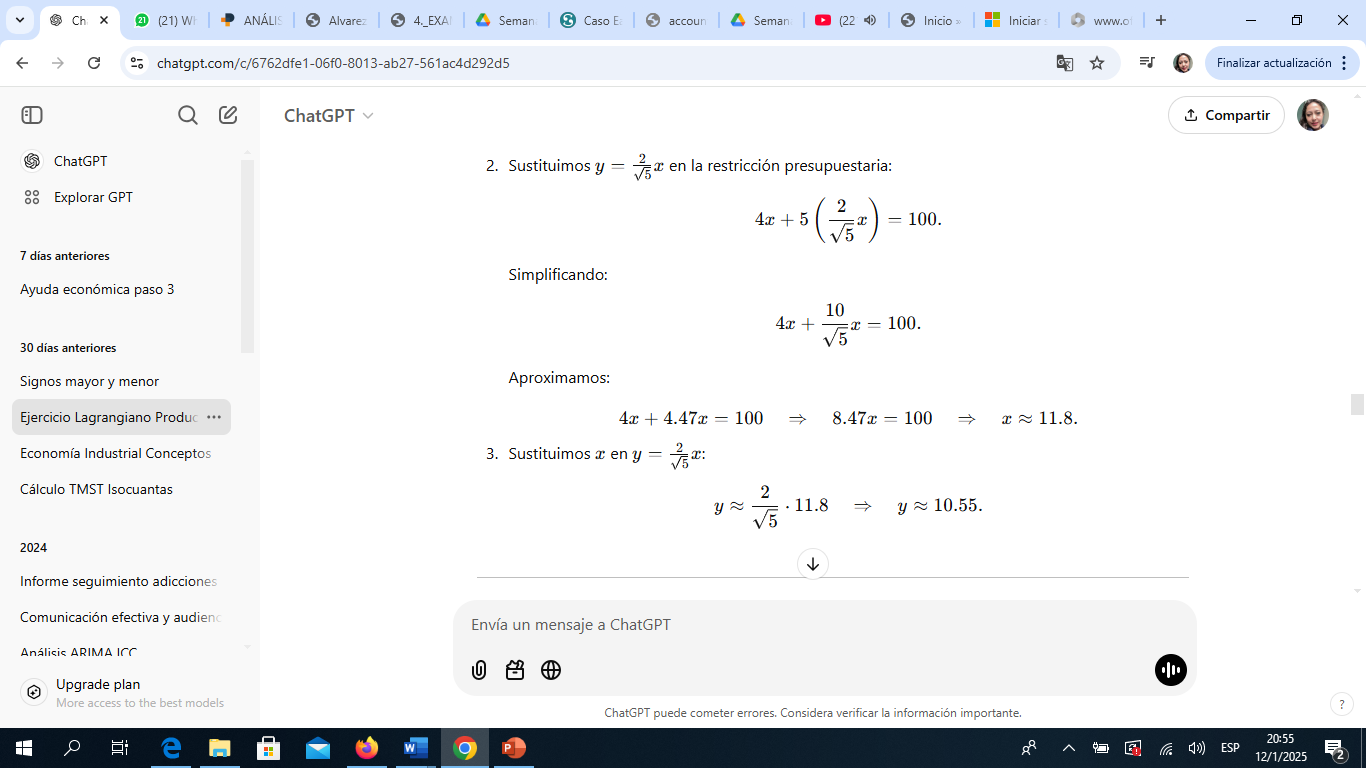 Ch
(21) Wh
ANÁLIS
Alvarez
4._EXA
Seman
Caso Ea
accoun
Seman
(22
Inicio »
Iniciar s
www.o
chatgpt.com/c/6762dfe1-06f0-8013-ab27-561ac4d292d5
Finalizar actualización
ChatGPT
Compartir
ChatGPT
Explorar GPT
7 días anteriores
Ayuda económica paso 3
30 días anteriores
Signos mayor y menor
Ejercicio Lagrangiano Produc
Economía Industrial Conceptos
Cálculo TMST Isocuantas
2024
Informe seguimiento adicciones
Comunicación efectiva y audienc
Análisis ARIMA ICC
Upgrade plan
More access to the best models
2. Sustituimos y = 2/√5 x en la restricción presupuestaria:
4x + 5 (2/√5 x) = 100.
Simplificando:
4x + 10/√5 x = 100.
Aproximamos:
4x + 4.47x = 100 ⇒ 8.47x = 100 ⇒ x ≈ 11.8.
3. Sustituimos x en y = 2/√5 x:
y ≈ 2/√5 · 11.8 ⇒ y ≈ 10.55.
Envía un mensaje a ChatGPT
ChatGPT puede cometer errores. Considera verificar la información importante.
?
ESP
20:55
12/1/2025
2